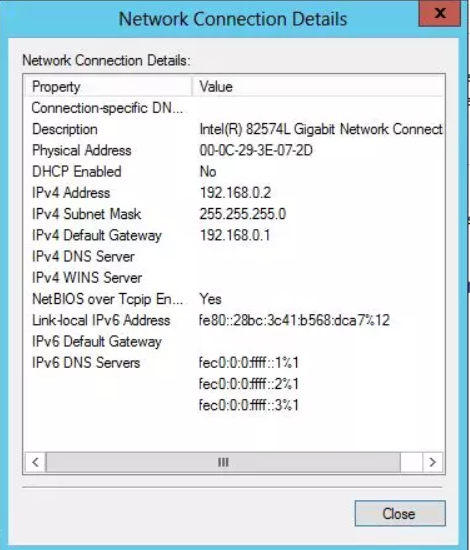 Network Connection Details
x
Network Connection Details:
Property Value
Connection-specific DN...
Description Intel(R) 82574L Gigabit Network Connect
Physical Address 00-0C-29-3E-07-2D
DHCP Enabled No
IPv4 Address 192.168.0.2
IPv4 Subnet Mask 255.255.255.0
IPv4 Default Gateway 192.168.0.1
IPv4 DNS Server
IPv4 WINS Server
NetBIOS over Tcpip En... Yes
Link-local IPv6 Address fe80::28bc:3c41:b568:dca7%12
IPv6 Default Gateway
IPv6 DNS Servers fec0:0:0:ffff::1%1
fec0:0:0:ffff::2%1
fec0:0:0:ffff::3%1
Close